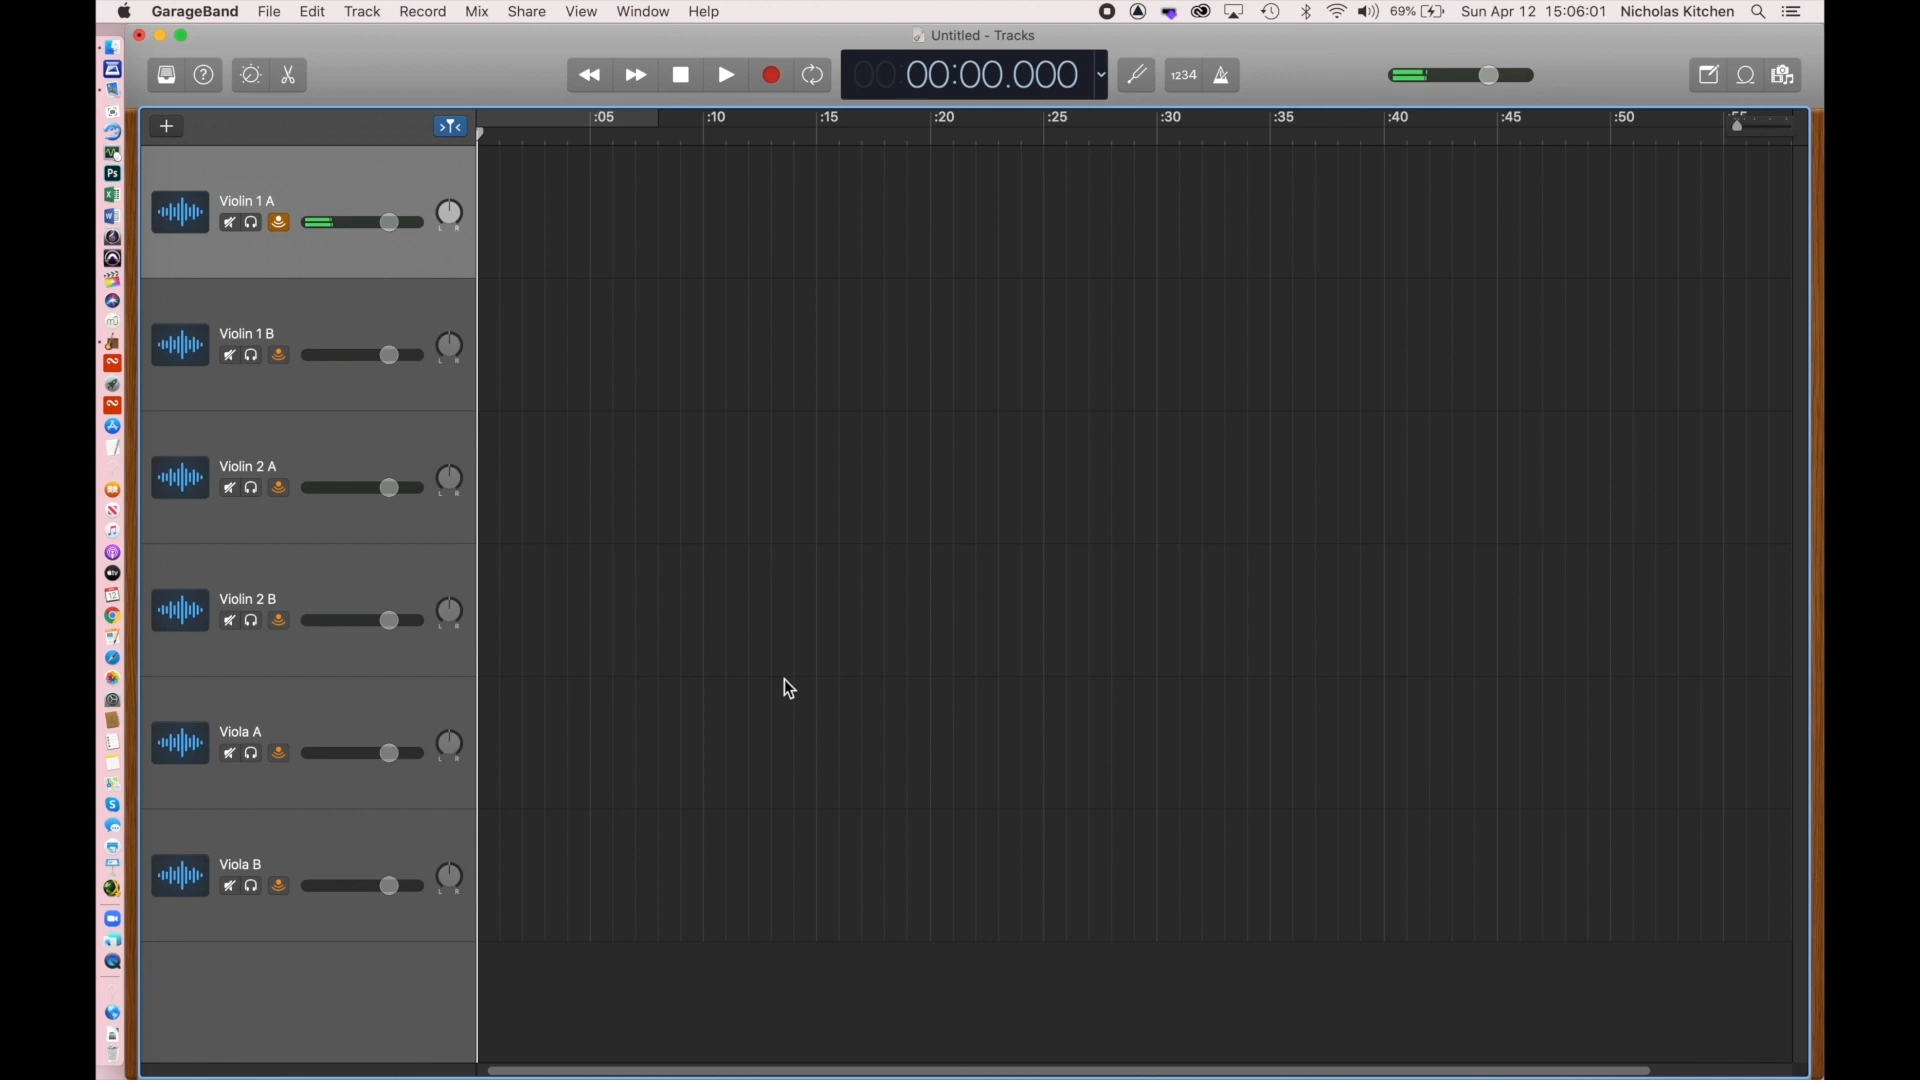 GarageBand File Edit Track Record Mix Share View Window Help 69% Sun Apr 12 15:06:01 Nicholas Kitchen
Untitled - Tracks
00:00.000 1234
:05 :10 :15 :20 :25 :30 :35 :40 :45 :50 :55
Violin 1 A
L R
Violin 1 B
L R
Violin 2 A
L R
Violin 2 B
L R
Viola A
L R
Viola B
L R
Ps